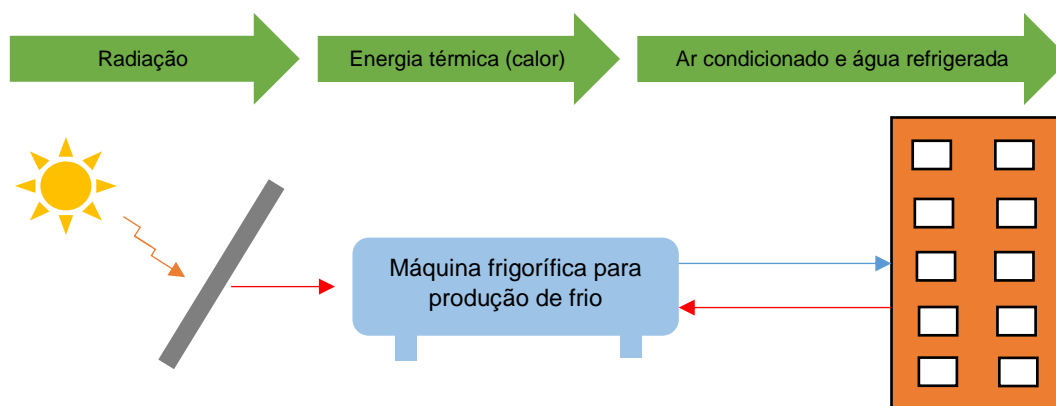 Radiação
Energia térmica (calor)
Ar condicionado e água refrigerada
Máquina frigorífica para
produção de frio